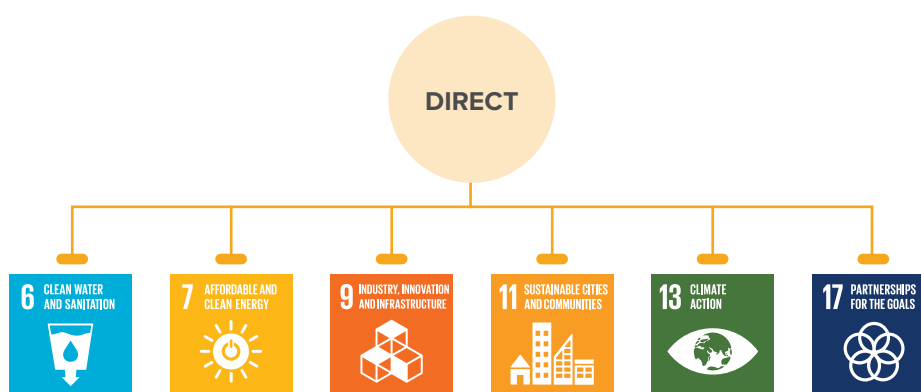 DIRECT
6 CLEAN WATER
AND SANITATION
7 AFFORDABLE AND
CLEAN ENERGY
9 INDUSTRY, INNOVATION
AND INFRASTRUCTURE
11 SUSTAINABLE CITIES
AND COMMUNITIES
13 CLIMATE
ACTION
17 PARTNERSHIPS
FOR THE GOALS